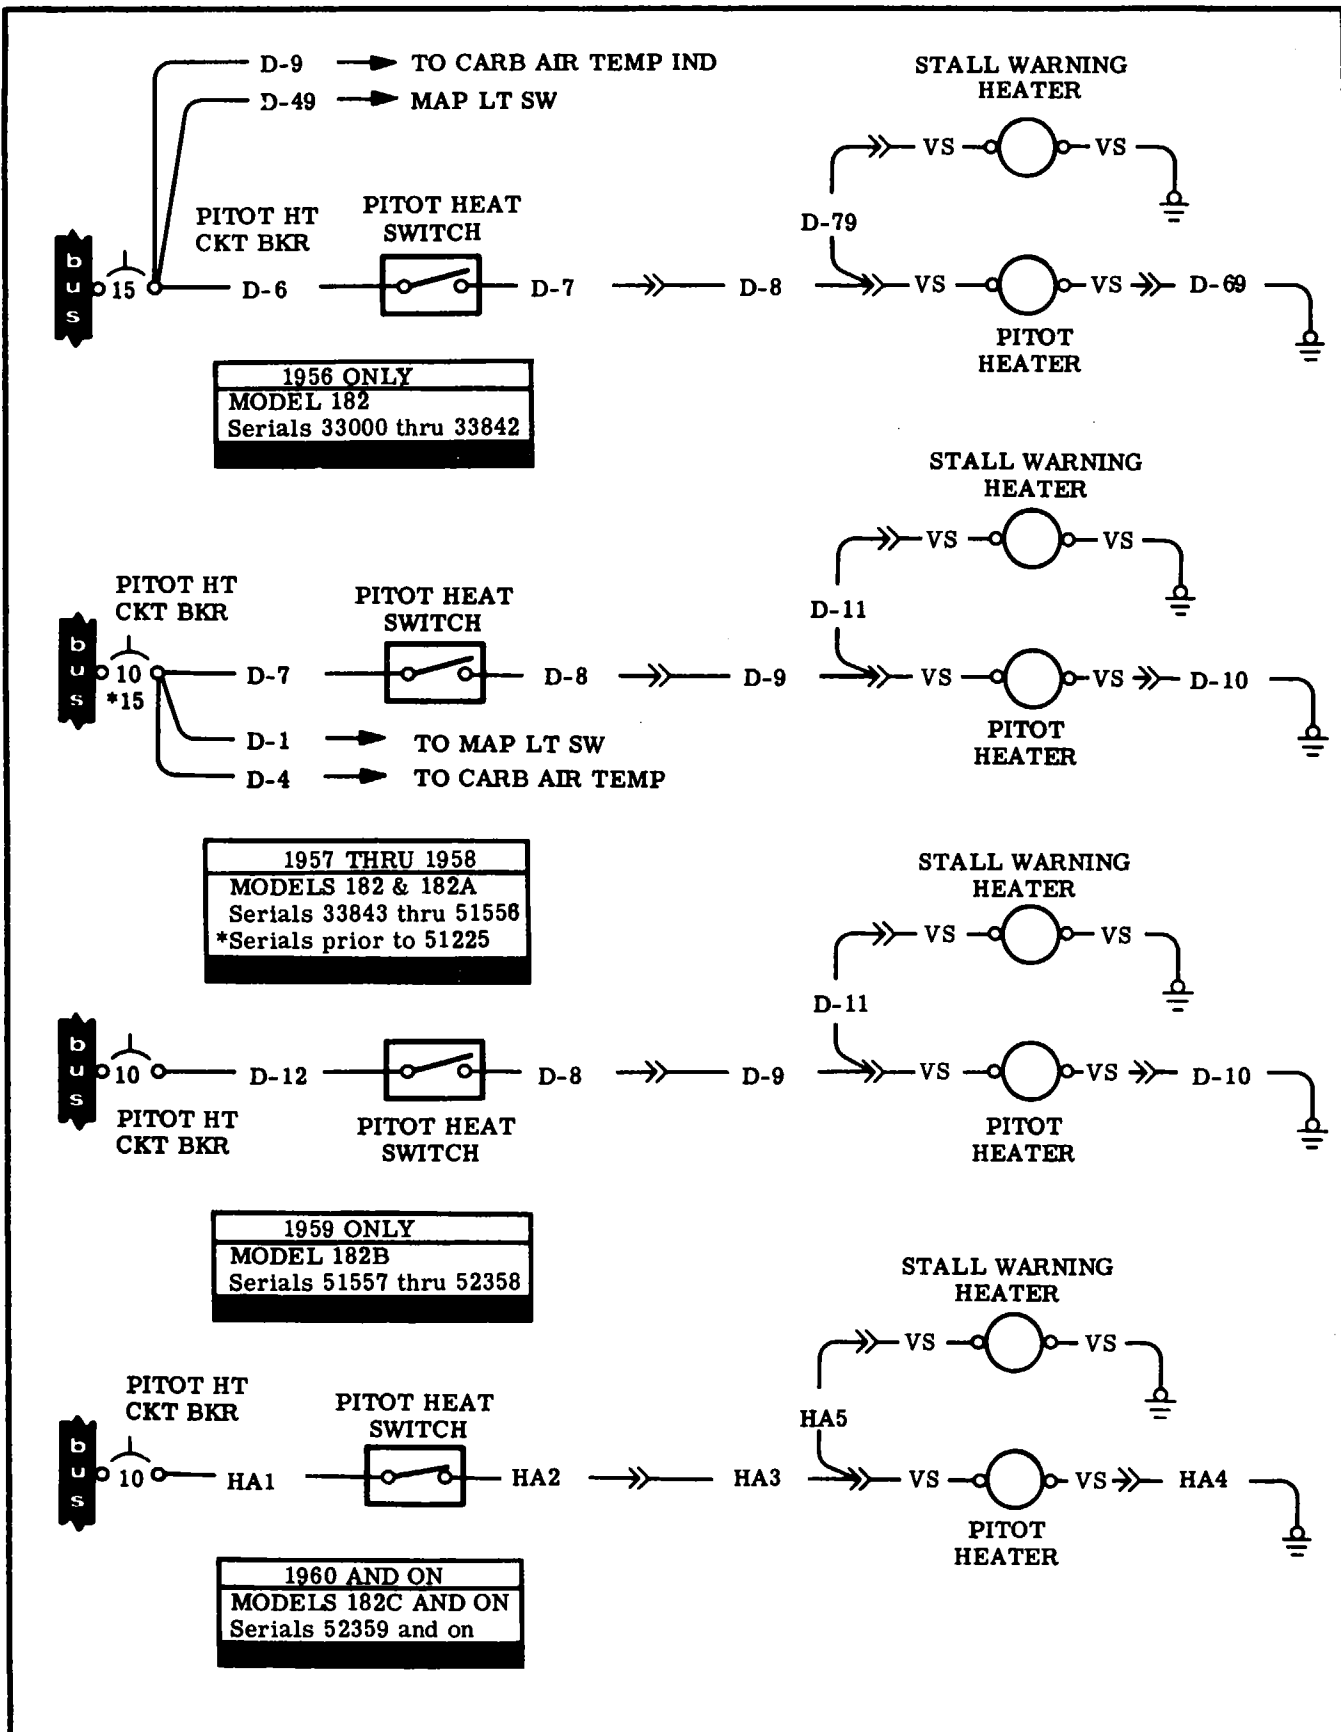 D-9 TO CARB AIR TEMP IND
D-49 MAP LT SW
STALL WARNING
HEATER
VS VS
D-79
PITOT HT
CKT BKR
PITOT HEAT
SWITCH
bus 15 D-6 D-7 D-8 VS VS D-69
PITOT
HEATER
1956 ONLY
MODEL 182
Serials 33000 thru 33842
STALL WARNING
HEATER
VS VS
D-11
PITOT HT
CKT BKR
PITOT HEAT
SWITCH
bus 10 D-7 D-8 D-9 VS VS D-10
*15
PITOT
HEATER
D-1 TO MAP LT SW
D-4 TO CARB AIR TEMP
1957 THRU 1958
MODELS 182 & 182A
Serials 33843 thru 51556
*Serials prior to 51225
STALL WARNING
HEATER
VS VS
D-11
bus 10 D-12 D-8 D-9 VS VS D-10
PITOT HT
CKT BKR
PITOT HEAT
SWITCH
PITOT
HEATER
1959 ONLY
MODEL 182B
Serials 51557 thru 52358
STALL WARNING
HEATER
VS VS
HA5
PITOT HT
CKT BKR
PITOT HEAT
SWITCH
bus 10 HA1 HA2 HA3 VS VS HA4
PITOT
HEATER
1960 AND ON
MODELS 182C AND ON
Serials 52359 and on